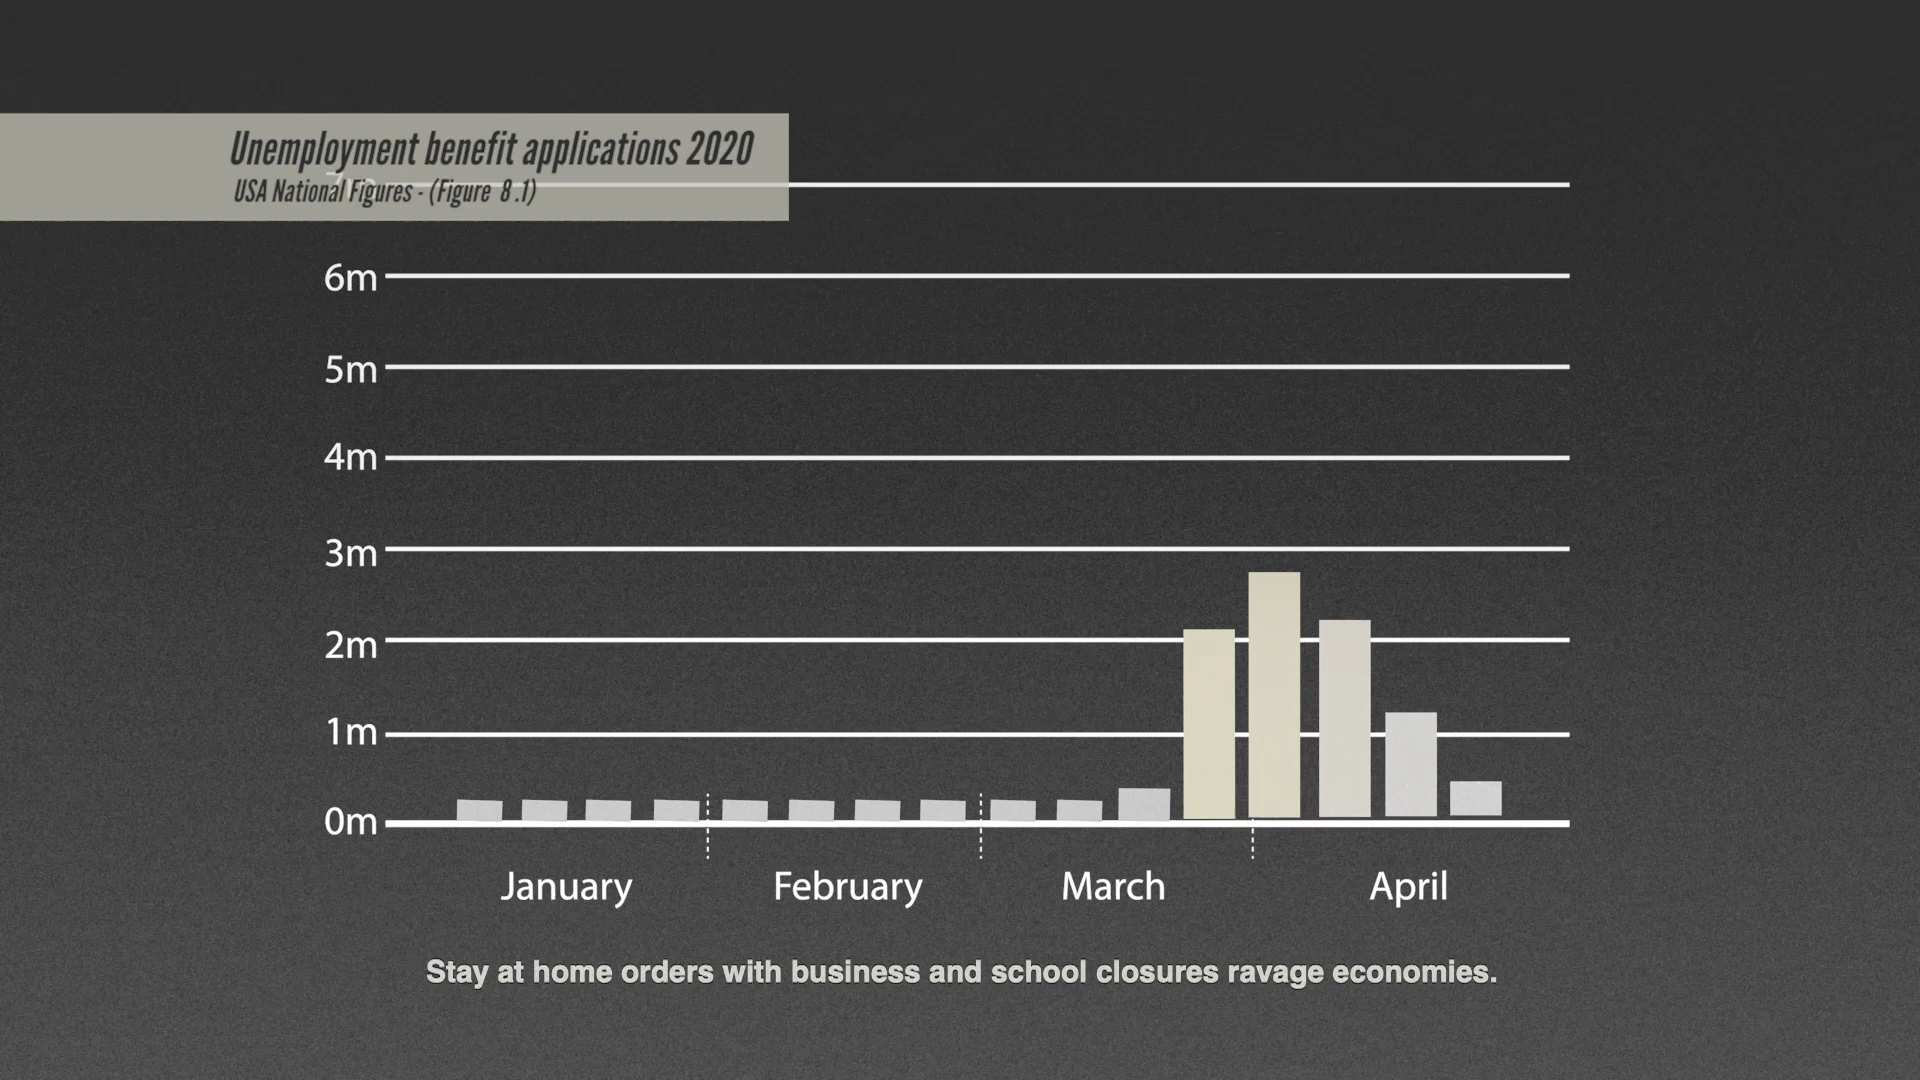 Unemployment benefit applications 2020
USA National Figures - (Figure 8.1)
6m
5m
4m
3m
2m
1m
0m
January February March April
Stay at home orders with business and school closures ravage economies.